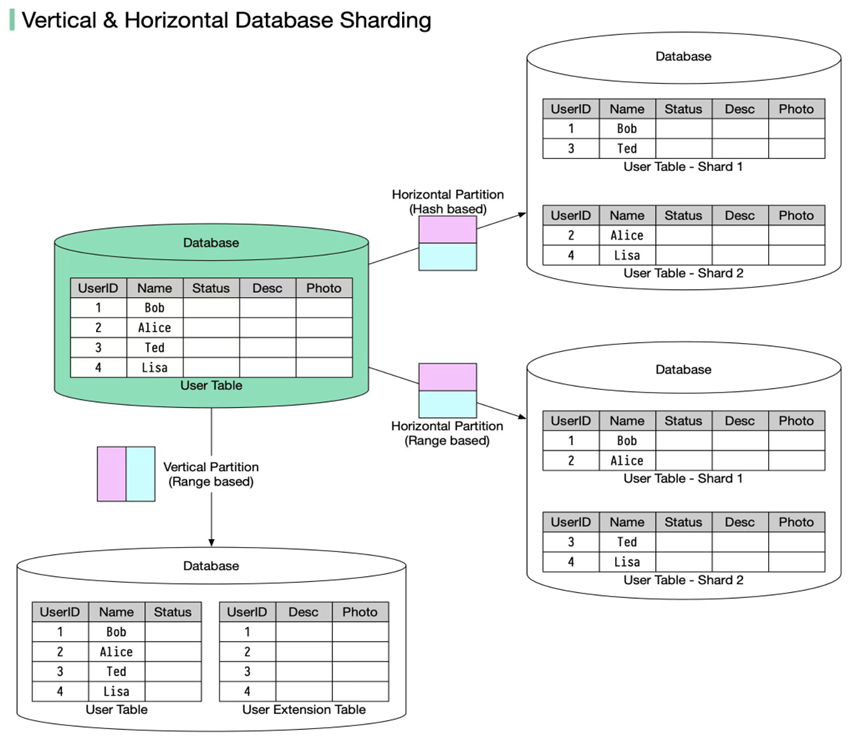 Vertical & Horizontal Database Sharding
Database
UserID Name Status Desc Photo
1 Bob
3 Ted
User Table - Shard 1
UserID Name Status Desc Photo
2 Alice
4 Lisa
User Table - Shard 2
Horizontal Partition
(Hash based)
Database
UserID Name Status Desc Photo
1 Bob
2 Alice
3 Ted
4 Lisa
User Table
Horizontal Partition
(Range based)
Database
UserID Name Status Desc Photo
1 Bob
2 Alice
User Table - Shard 1
UserID Name Status Desc Photo
3 Ted
4 Lisa
User Table - Shard 2
Vertical Partition
(Range based)
Database
UserID Name Status
1 Bob
2 Alice
3 Ted
4 Lisa
User Table
UserID Desc Photo
1
2
3
4
User Extension Table